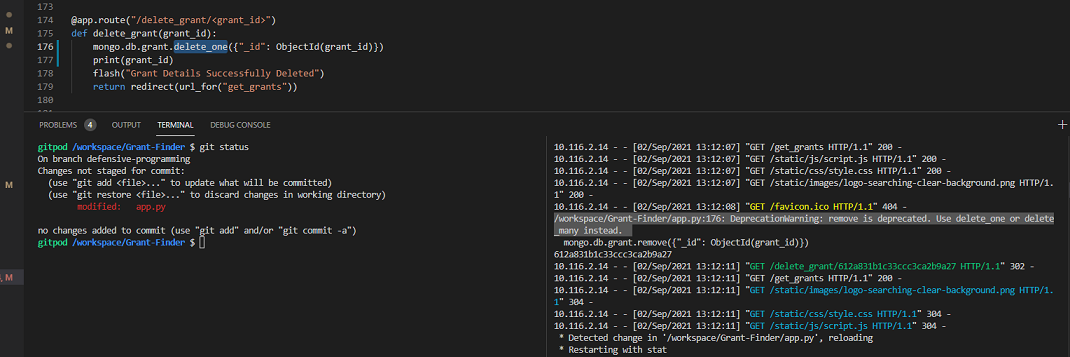 173
174 @app.route("/delete_grant/<grant_id>")
175 def delete_grant(grant_id):
176 mongo.db.grant.delete_one({"_id": ObjectId(grant_id)})
177 print(grant_id)
178 flash("Grant Details Successfully Deleted")
179 return redirect(url_for("get_grants"))
180
M
M
, M
PROBLEMS 4 OUTPUT TERMINAL DEBUG CONSOLE
gitpod /workspace/Grant-Finder $ git status
On branch defensive-programming
Changes not staged for commit:
(use "git add <file>..." to update what will be committed)
(use "git restore <file>..." to discard changes in working directory)
modified: app.py
no changes added to commit (use "git add" and/or "git commit -a")
gitpod /workspace/Grant-Finder $
10.116.2.14 - - [02/Sep/2021 13:12:07] "GET /get_grants HTTP/1.1" 200 -
10.116.2.14 - - [02/Sep/2021 13:12:07] "GET /static/js/script.js HTTP/1.1" 200 -
10.116.2.14 - - [02/Sep/2021 13:12:07] "GET /static/css/style.css HTTP/1.1" 200 -
10.116.2.14 - - [02/Sep/2021 13:12:07] "GET /static/images/logo-searching-clear-background.png HTTP/1.
1" 200 -
10.116.2.14 - - [02/Sep/2021 13:12:08] "GET /favicon.ico HTTP/1.1" 404 -
/workspace/Grant-Finder/app.py:176: DeprecationWarning: remove is deprecated. Use delete_one or delete_
many instead.
mongo.db.grant.remove({"_id": ObjectId(grant_id)})
612a831b1c33ccc3ca2b9a27
10.116.2.14 - - [02/Sep/2021 13:12:11] "GET /delete_grant/612a831b1c33ccc3ca2b9a27 HTTP/1.1" 302 -
10.116.2.14 - - [02/Sep/2021 13:12:11] "GET /get_grants HTTP/1.1" 200 -
10.116.2.14 - - [02/Sep/2021 13:12:11] "GET /static/images/logo-searching-clear-background.png HTTP/1.
1" 304 -
10.116.2.14 - - [02/Sep/2021 13:12:11] "GET /static/css/style.css HTTP/1.1" 304 -
10.116.2.14 - - [02/Sep/2021 13:12:11] "GET /static/js/script.js HTTP/1.1" 304 -
* Detected change in '/workspace/Grant-Finder/app.py', reloading
* Restarting with stat